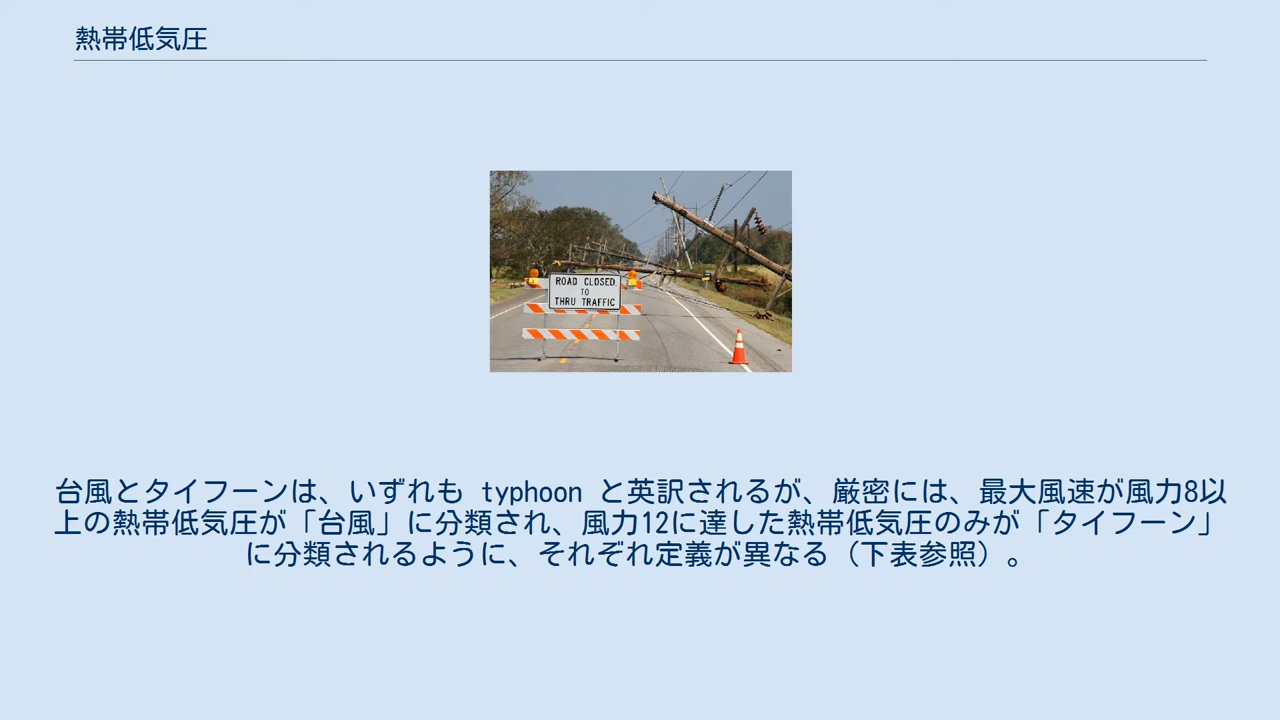 熱帯低気圧
ROAD CLOSED
TO
THRU TRAFFIC
台風とタイフーンは、いずれも typhoon と英訳されるが、厳密には、最大風速が風力8以
上の熱帯低気圧が「台風」に分類され、風力12に達した熱帯低気圧のみが「タイフーン」
に分類されるように、それぞれ定義が異なる（下表参照）。